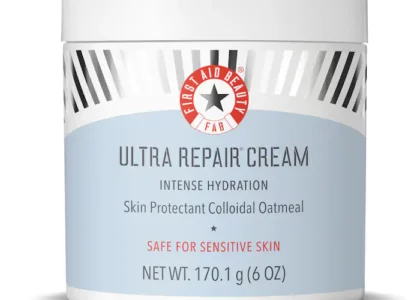 FIRST AID BEAUTY®
FAB
ULTRA REPAIR® CREAM
INTENSE HYDRATION
Skin Protectant Colloidal Oatmeal
SAFE FOR SENSITIVE SKIN
NET WT. 170.1 g (6 OZ)